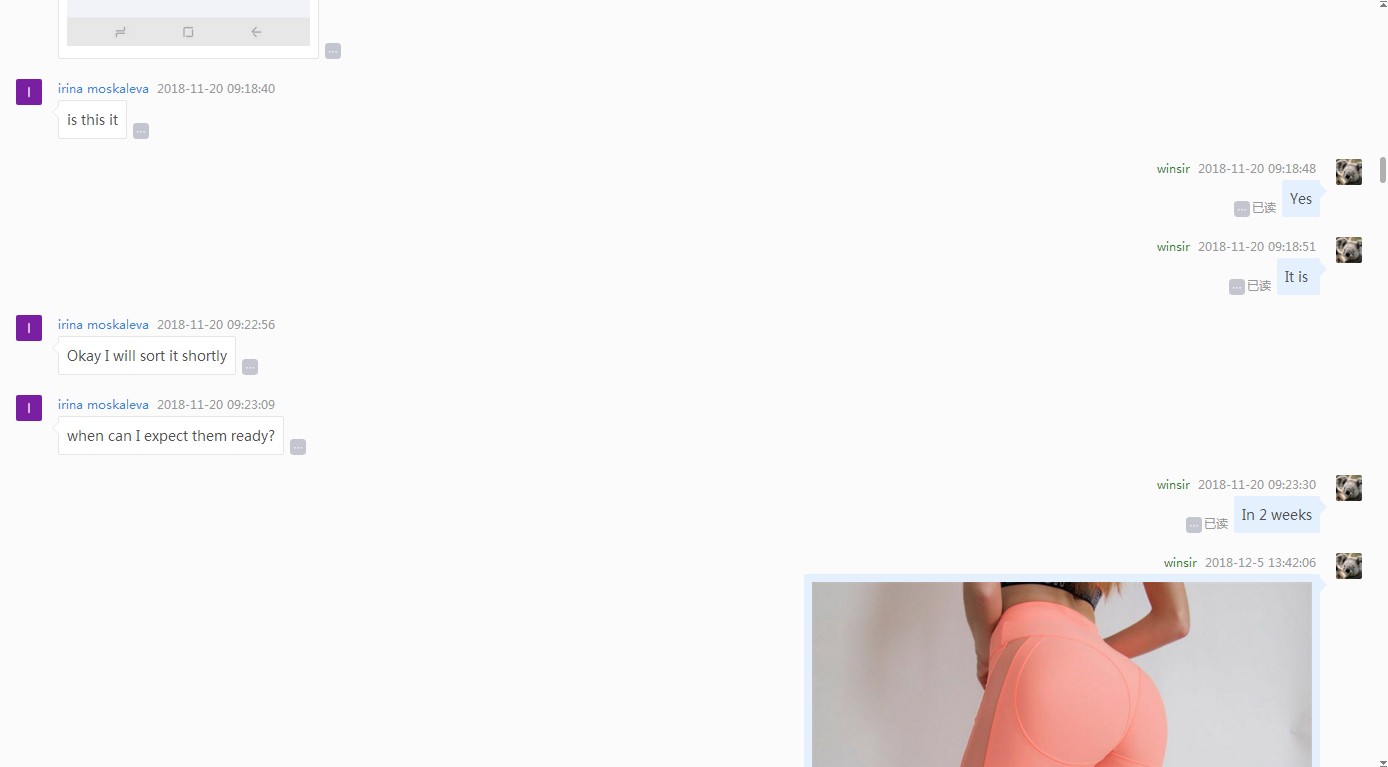 I
irina moskaleva 2018-11-20 09:18:40
is this it
winsir 2018-11-20 09:18:48
Yes
已读
winsir 2018-11-20 09:18:51
It is
已读
I
irina moskaleva 2018-11-20 09:22:56
Okay I will sort it shortly
I
irina moskaleva 2018-11-20 09:23:09
when can I expect them ready?
winsir 2018-11-20 09:23:30
In 2 weeks
已读
winsir 2018-12-5 13:42:06